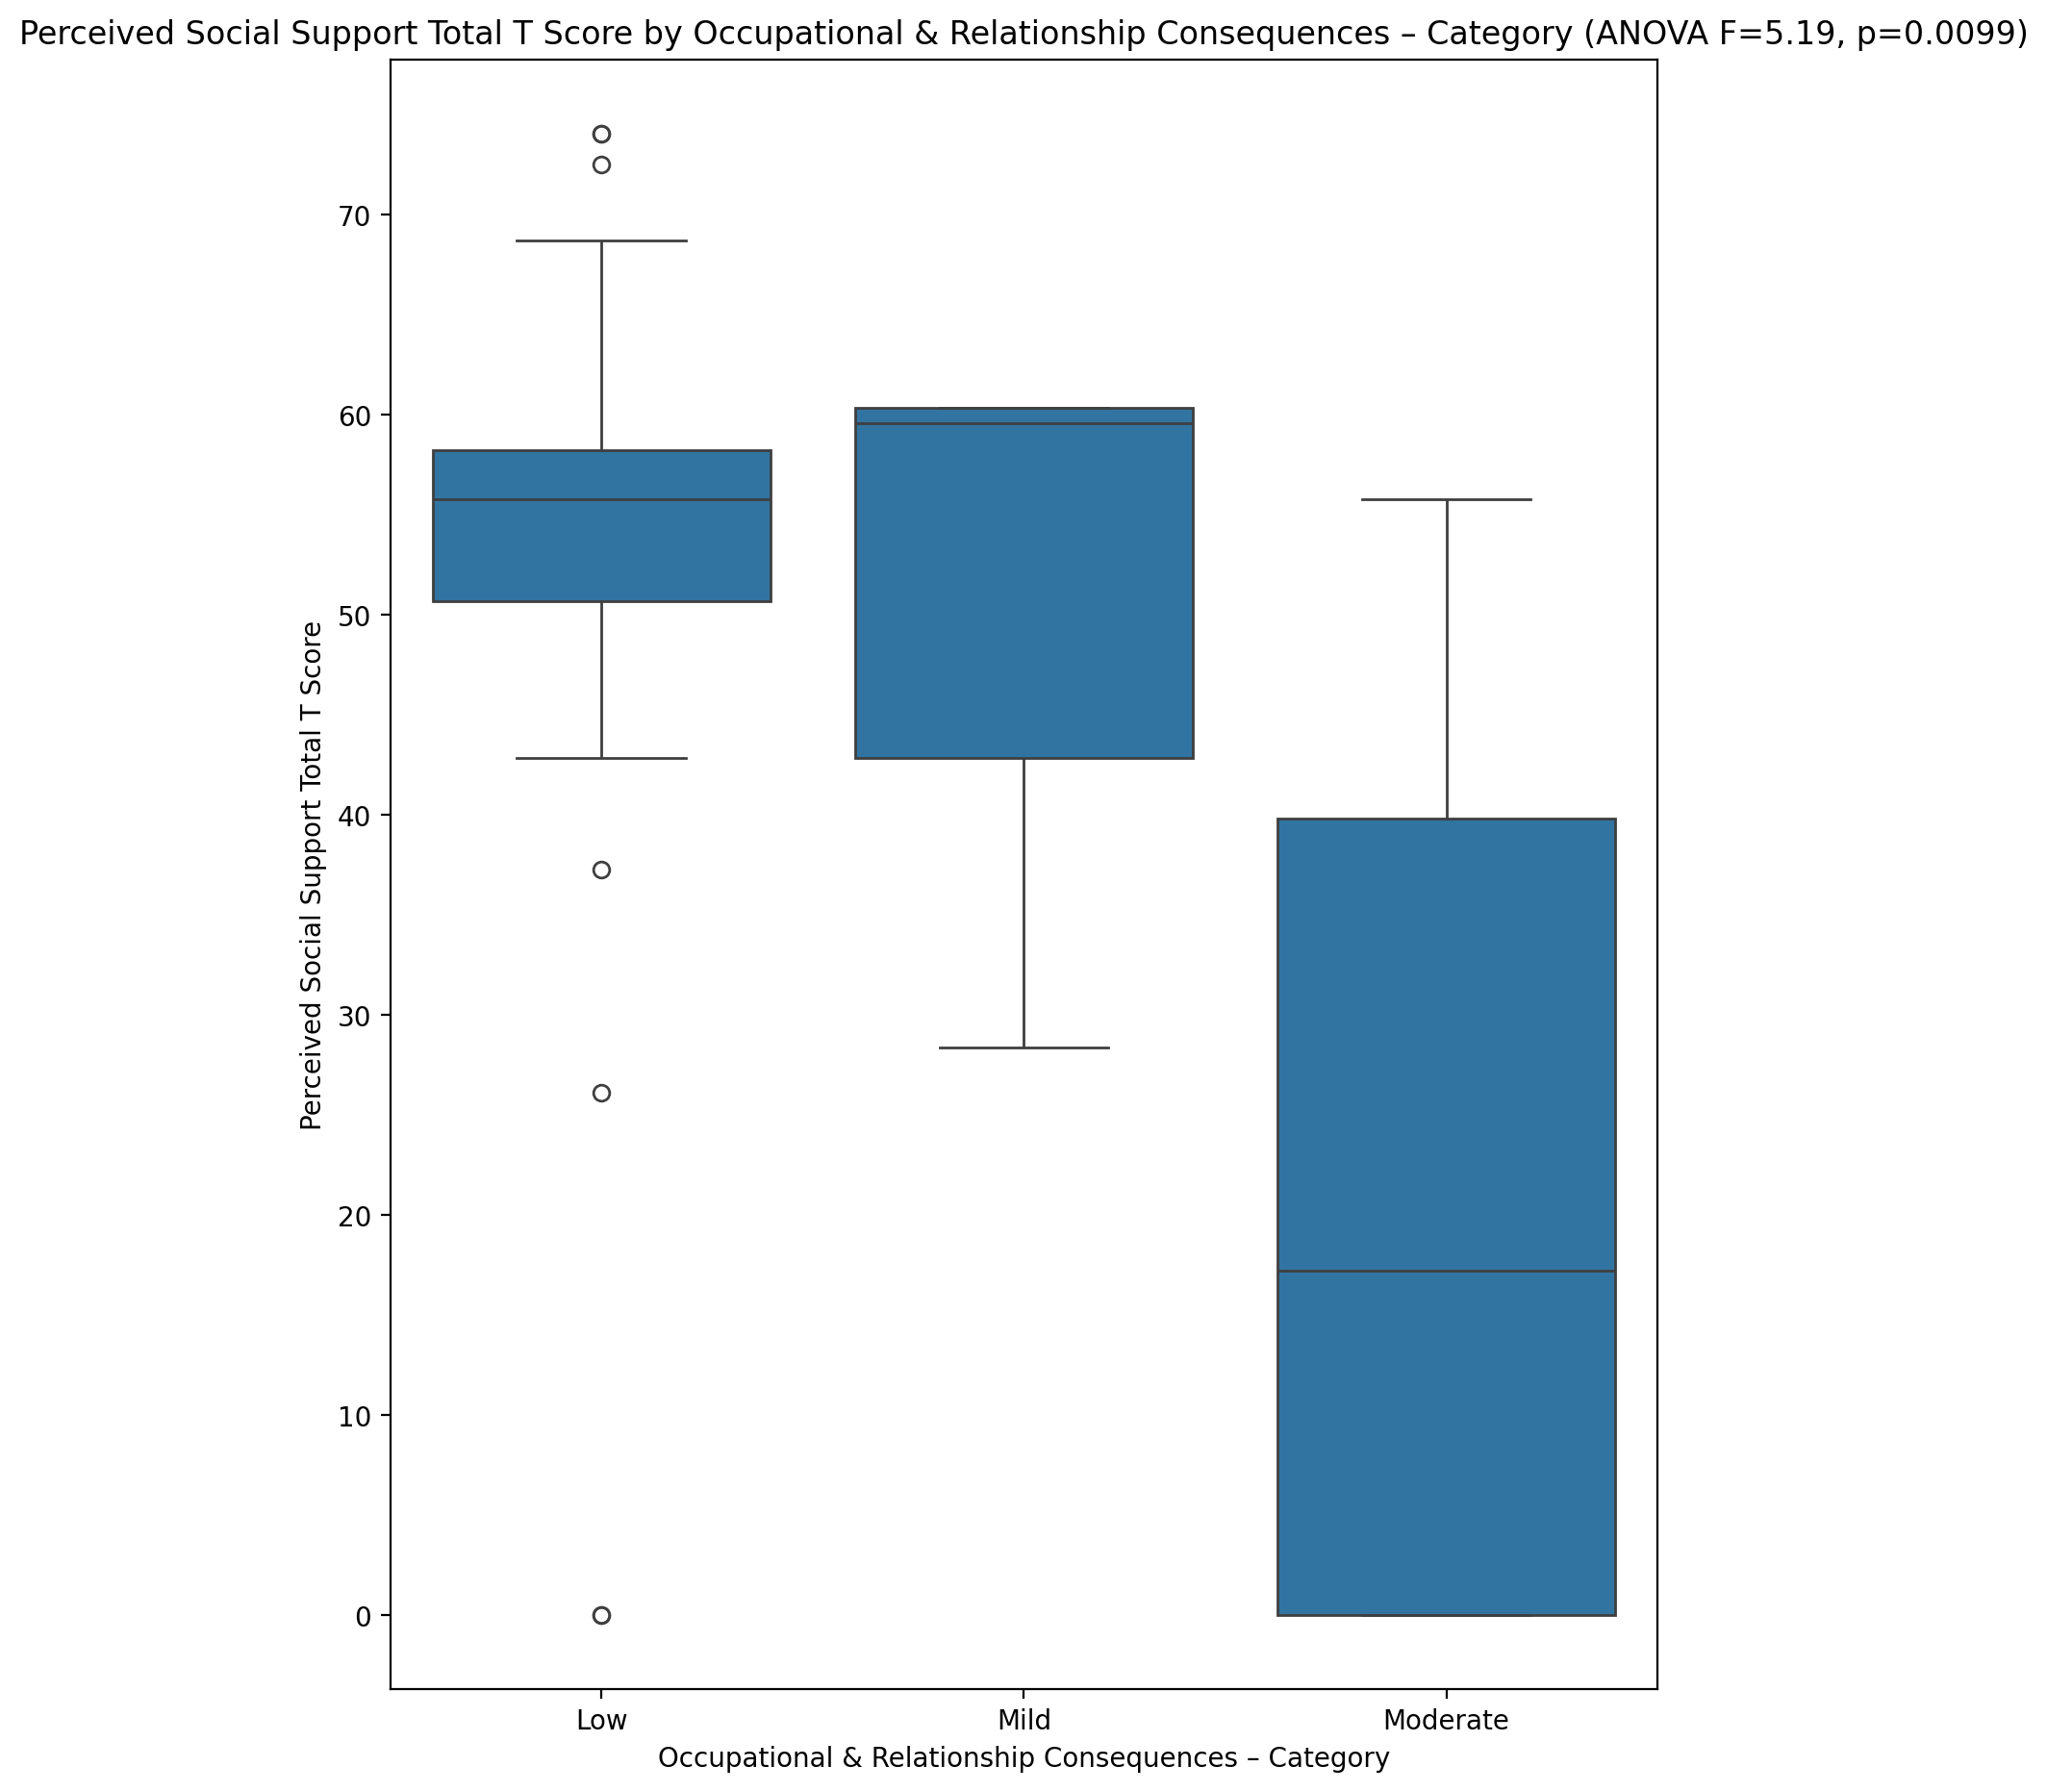 Perceived Social Support Total T Score by Occupational & Relationship Consequences – Category (ANOVA F=5.19, p=0.0099)
Perceived Social Support Total T Score
70
60
50
40
30
20
10
0
Low
Mild
Moderate
Occupational & Relationship Consequences – Category